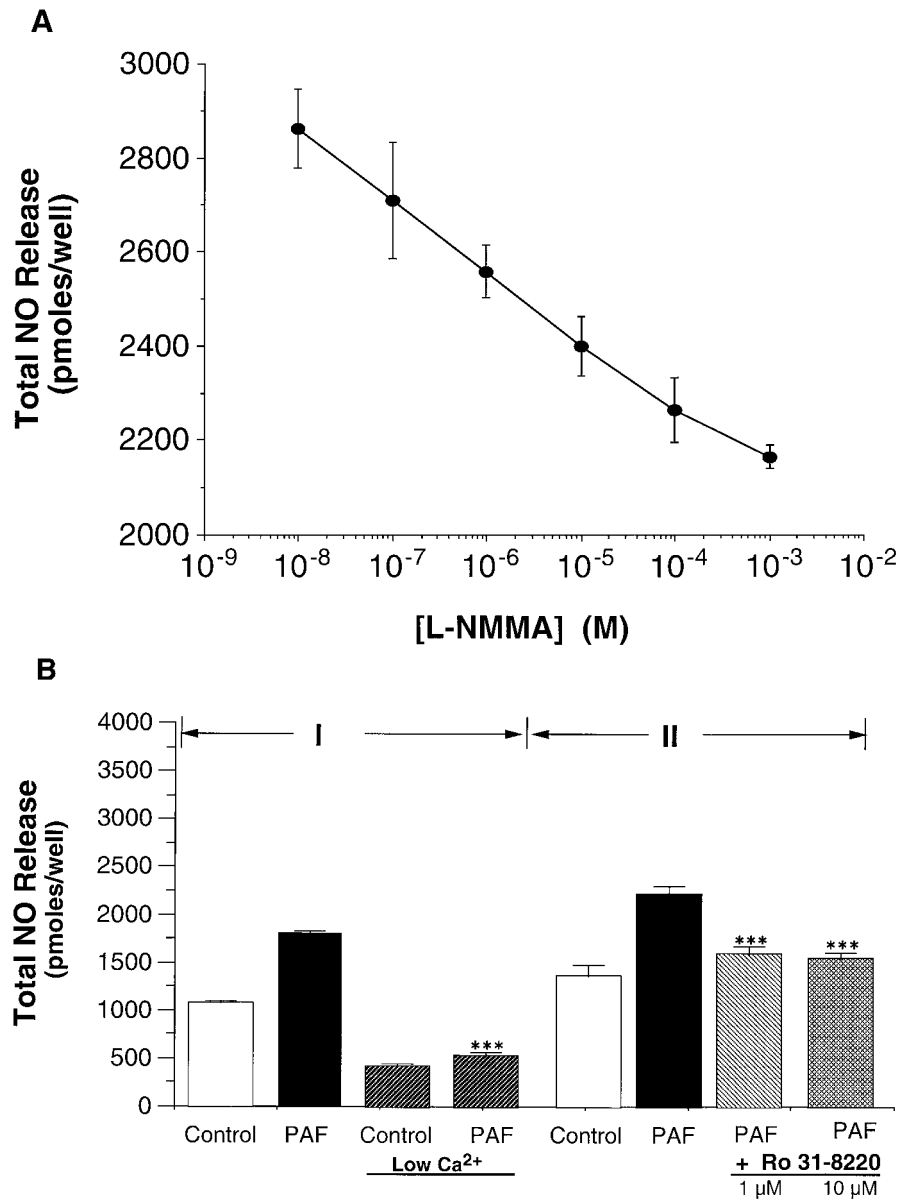 A
Total NO Release
(pmoles/well)
3000
2800
2600
2400
2200
2000
10-9 10-8 10-7 10-6 10-5 10-4 10-3 10-2
[L-NMMA] (M)
B
Total NO Release
(pmoles/well)
4000
3500
3000
2500
2000
1500
1000
500
0
I II
*** *** ***
Control PAF Control PAF Control PAF PAF PAF
Low Ca2+
+ Ro 31-8220
1 µM 10 µM